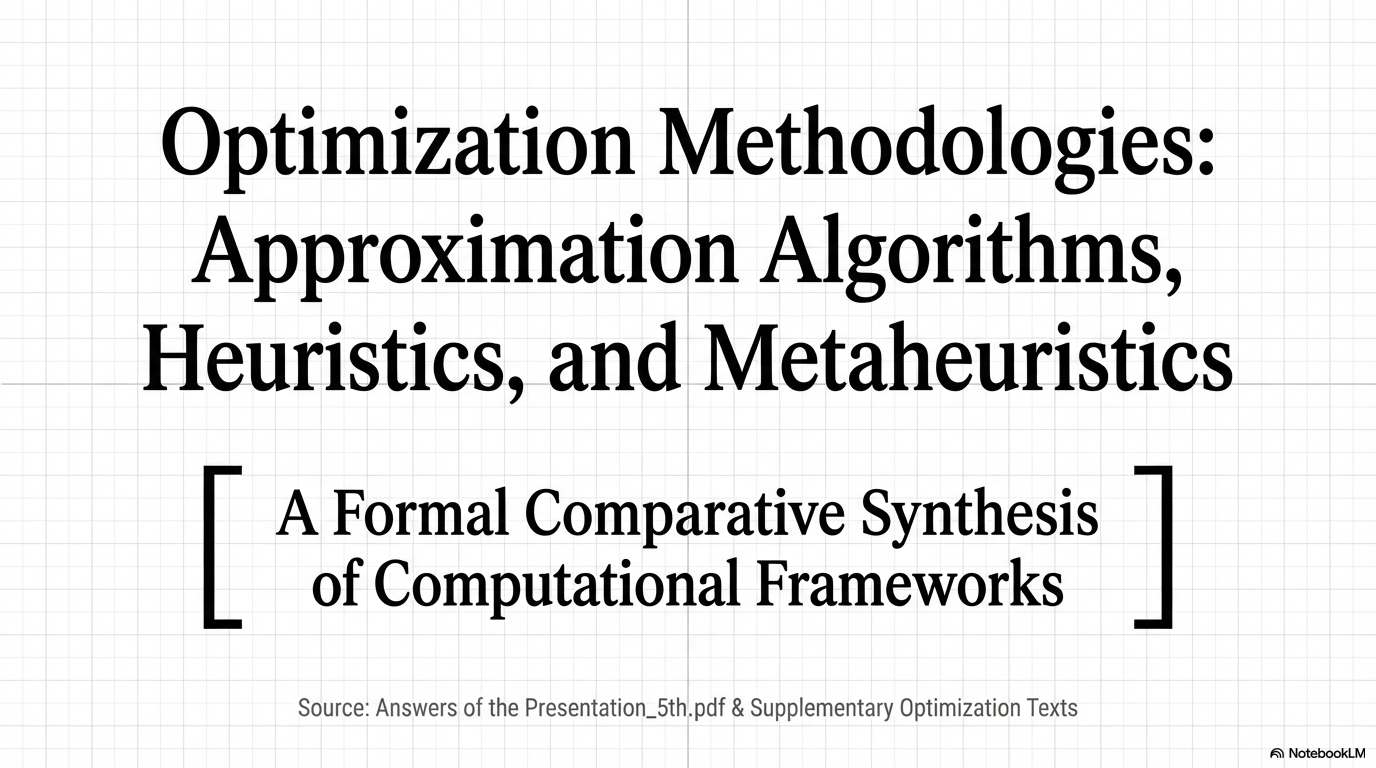 Optimization Methodologies:
Approximation Algorithms,
Heuristics, and Metaheuristics
A Formal Comparative Synthesis
of Computational Frameworks
Source: Answers of the Presentation_5th.pdf & Supplementary Optimization Texts
NotebookLM